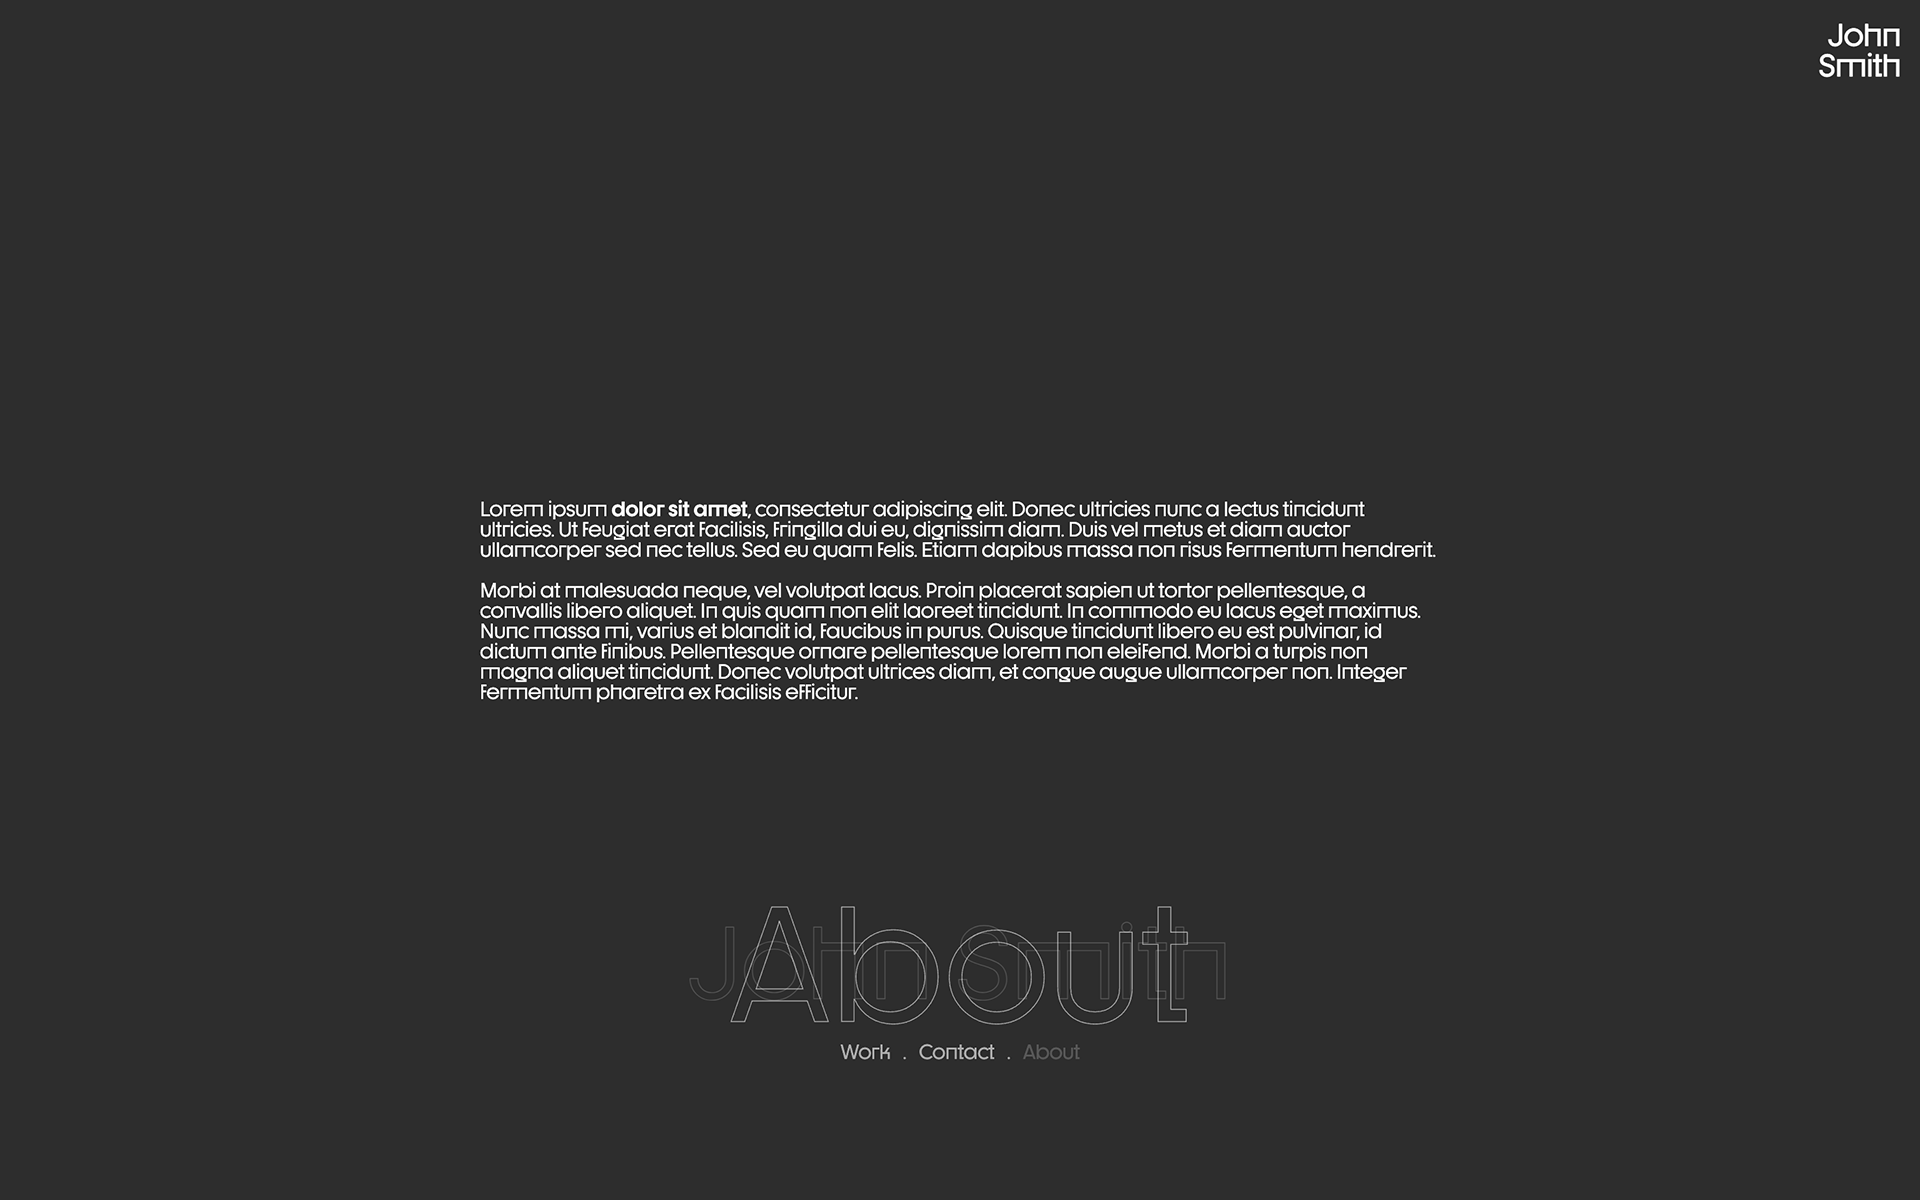 John
Smith
Lorem ipsum dolor sit amet, consectetur adipiscing elit. Donec ultricies nunc a lectus tincidunt
ultricies. Ut feugiat erat facilisis, fringilla dui eu, dignissim diam. Duis vel metus et diam auctor
ullamcorper sed nec tellus. Sed eu quam felis. Etiam dapibus massa non risus fermentum hendrerit.
Morbi at malesuada neque, vel volutpat lacus. Proin placerat sapien ut tortor pellentesque, a
convallis libero aliquet. In quis quam non elit laoreet tincidunt. In commodo eu lacus eget maximus.
Nunc massa mi, varius et blandit id, faucibus in purus. Quisque tincidunt libero eu est pulvinar, id
dictum ante finibus. Pellentesque ornare pellentesque lorem non eleifend. Morbi a turpis non
magna aliquet tincidunt. Donec volutpat ultrices diam, et congue augue ullamcorper non. Integer
fermentum pharetra ex facilisis efficitur.
John Smith
About
Work . Contact . About